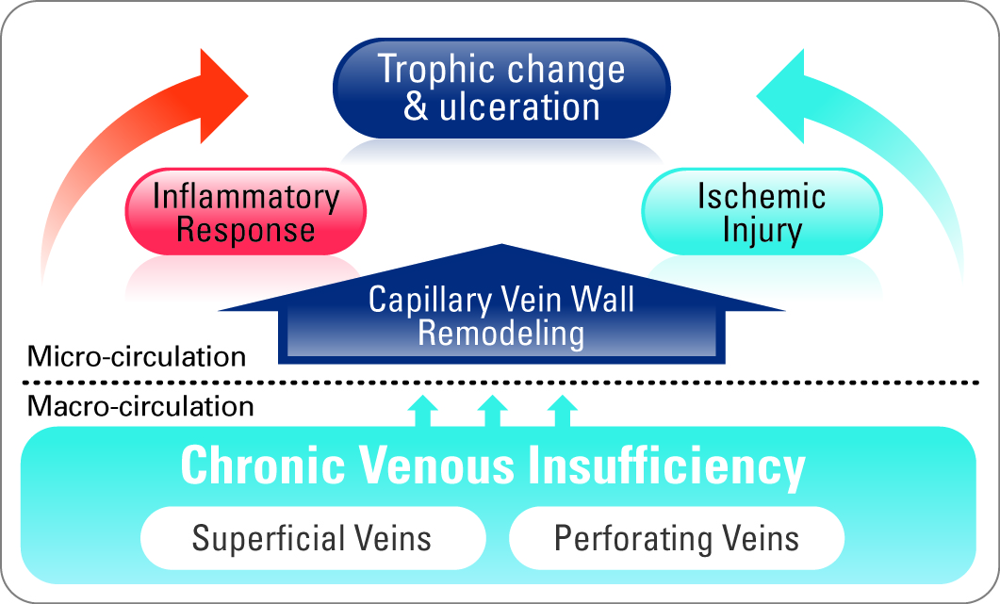 Trophic change
& ulceration
Inflammatory
Response
Ischemic
Injury
Capillary Vein Wall
Remodeling
Micro-circulation
Macro-circulation
Chronic Venous Insufficiency
Superficial Veins
Perforating Veins